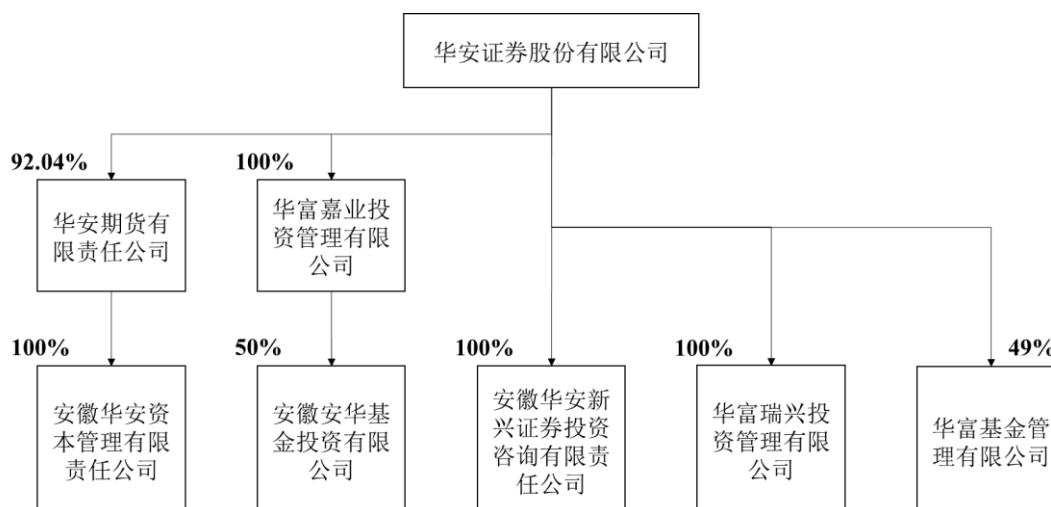 华安证券股份有限公司
92.04%
100%
华安期货有
限责任公司
华富嘉业投
资管理有限
公司
100%
50%
100%
100%
49%
安徽华安资
本管理有限
责任公司
安徽安华基
金投资有限
公司
安徽华安新
兴证券投资
咨询有限责
任公司
华富瑞兴投
资管理有限
公司
华富基金管
理有限公司